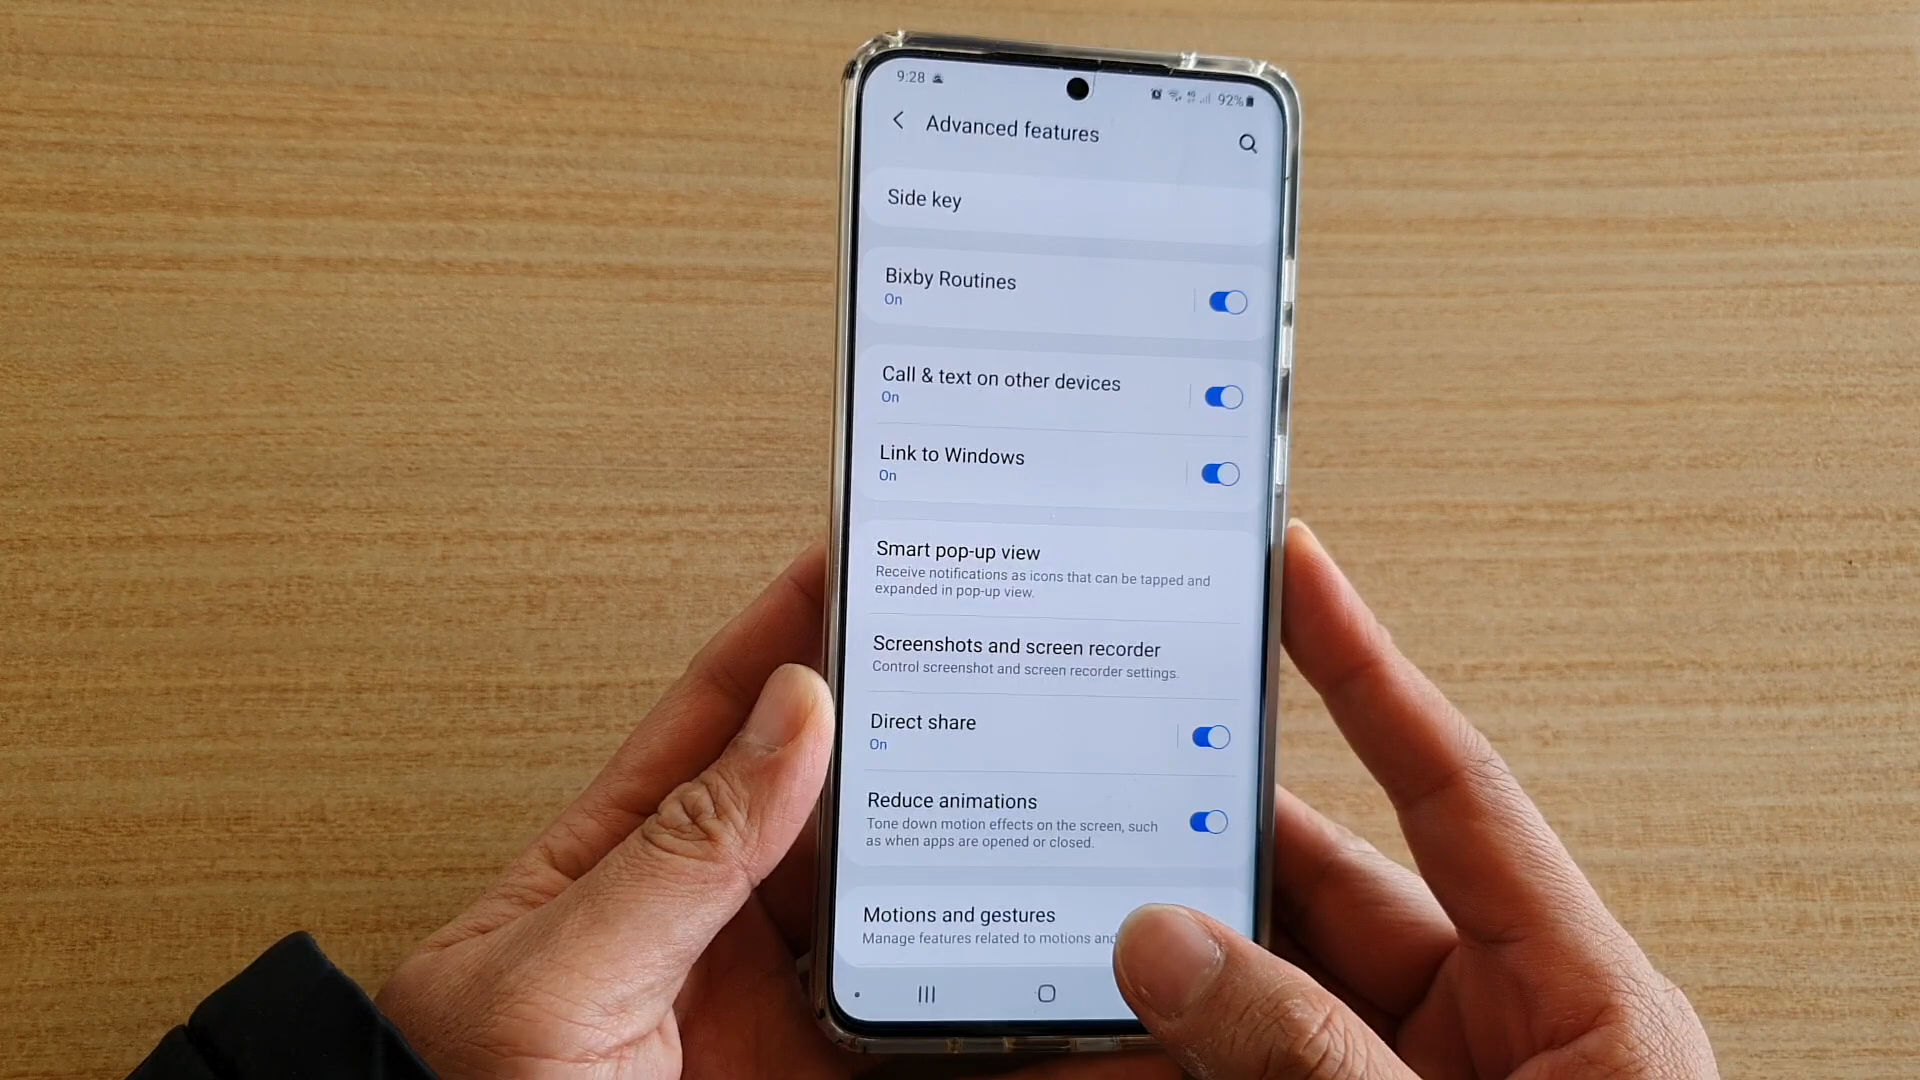 9:28
92%
Advanced features
Side key
Bixby Routines
On
Call & text on other devices
On
Link to Windows
On
Smart pop-up view
Receive notifications as icons that can be tapped and
expanded in pop-up view.
Screenshots and screen recorder
Control screenshot and screen recorder settings.
Direct share
On
Reduce animations
Tone down motion effects on the screen, such
as when apps are opened or closed.
Motions and gestures
Manage features related to motions and